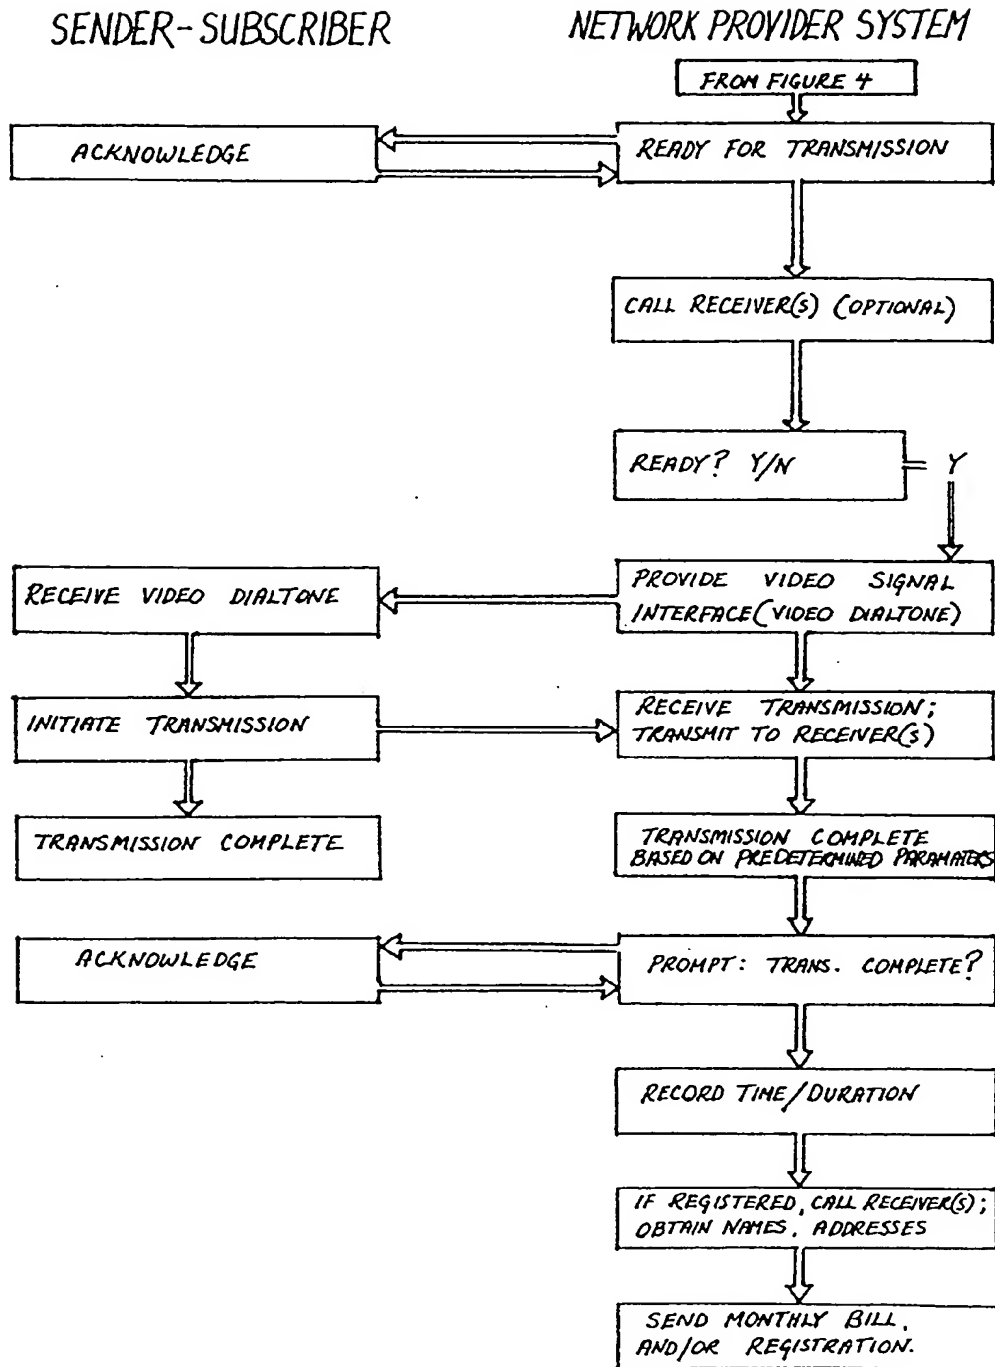 SENDER-SUBSCRIBER
NETWORK PROVIDER SYSTEM
FROM FIGURE 4
ACKNOWLEDGE
READY FOR TRANSMISSION
CALL RECEIVER(S) (OPTIONAL)
READY? Y/N
Y
RECEIVE VIDEO DIALTONE
PROVIDE VIDEO SIGNAL
INTERFACE (VIDEO DIALTONE)
INITIATE TRANSMISSION
RECEIVE TRANSMISSION;
TRANSMIT TO RECEIVER(S)
TRANSMISSION COMPLETE
TRANSMISSION COMPLETE
BASED ON PREDETERMINED PARAMATERS
ACKNOWLEDGE
PROMPT: TRANS. COMPLETE?
RECORD TIME/DURATION
IF REGISTERED, CALL RECEIVER(S);
OBTAIN NAMES, ADDRESSES
SEND MONTHLY BILL,
AND/OR REGISTRATION.